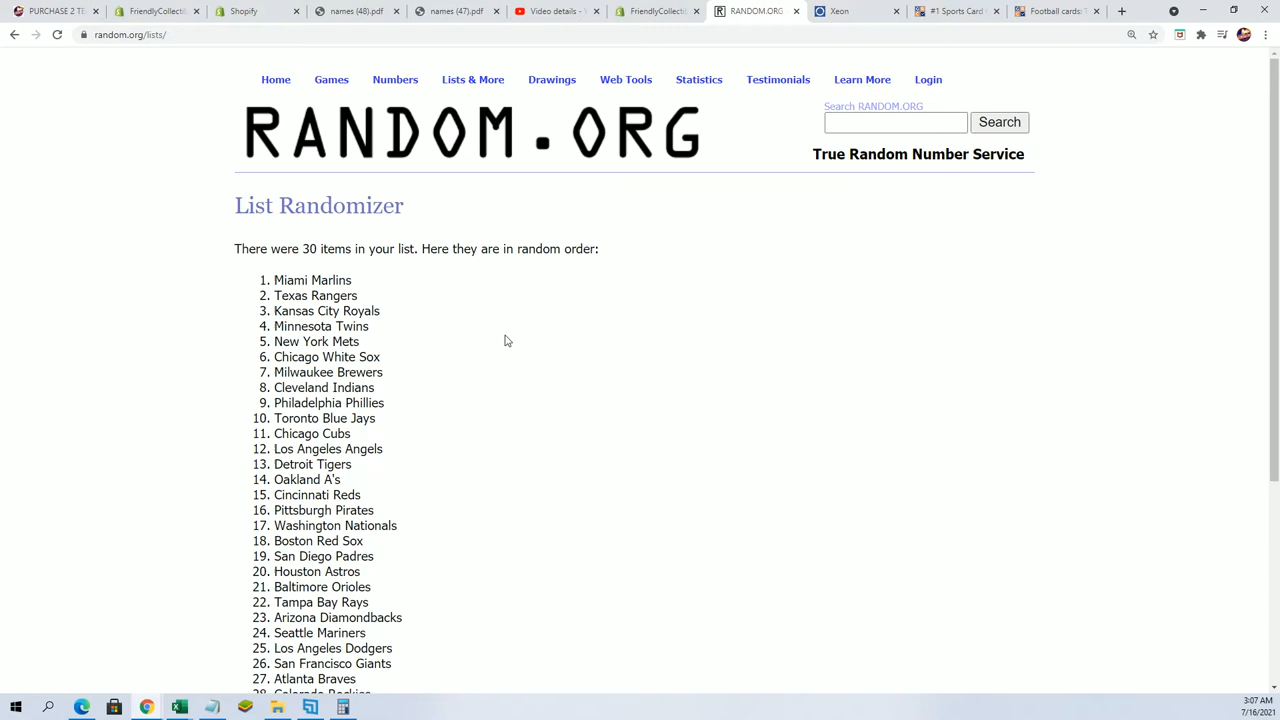 PURCHASE 2 TE
FriendlyCollectib
Shopify
names (48).pdf
names (47).pdf
Video details -
FriendlyCollectib
RANDOM.ORG
Xeon
#1 Sports Card
Football cards: T
random.org/lists/
Home Games Numbers Lists & More Drawings Web Tools Statistics Testimonials Learn More Login
RANDOM.ORG
Search RANDOM.ORG
Search
True Random Number Service
List Randomizer
There were 30 items in your list. Here they are in random order:
1. Miami Marlins
2. Texas Rangers
3. Kansas City Royals
4. Minnesota Twins
5. New York Mets
6. Chicago White Sox
7. Milwaukee Brewers
8. Cleveland Indians
9. Philadelphia Phillies
10. Toronto Blue Jays
11. Chicago Cubs
12. Los Angeles Angels
13. Detroit Tigers
14. Oakland A's
15. Cincinnati Reds
16. Pittsburgh Pirates
17. Washington Nationals
18. Boston Red Sox
19. San Diego Padres
20. Houston Astros
21. Baltimore Orioles
22. Tampa Bay Rays
23. Arizona Diamondbacks
24. Seattle Mariners
25. Los Angeles Dodgers
26. San Francisco Giants
27. Atlanta Braves
28. Colorado Rockies
3:07 AM
7/16/2021